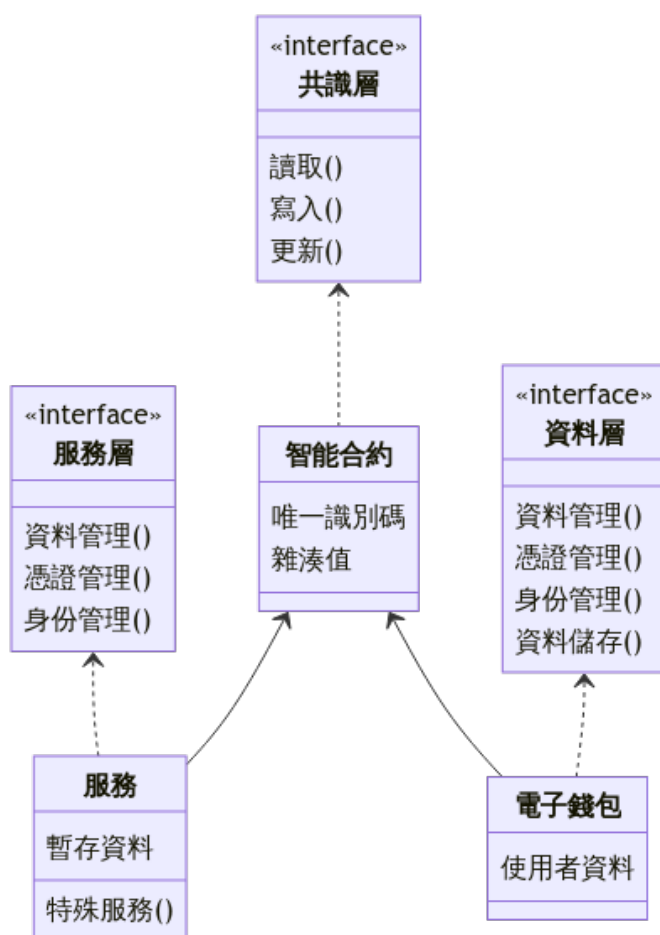 «interface»
共識層
讀取()
寫入()
更新()
«interface»
服務層
資料管理()
憑證管理()
身份管理()
智能合約
唯一識別碼
雜湊值
«interface»
資料層
資料管理()
憑證管理()
身份管理()
資料儲存()
服務
暫存資料
特殊服務()
電子錢包
使用者資料